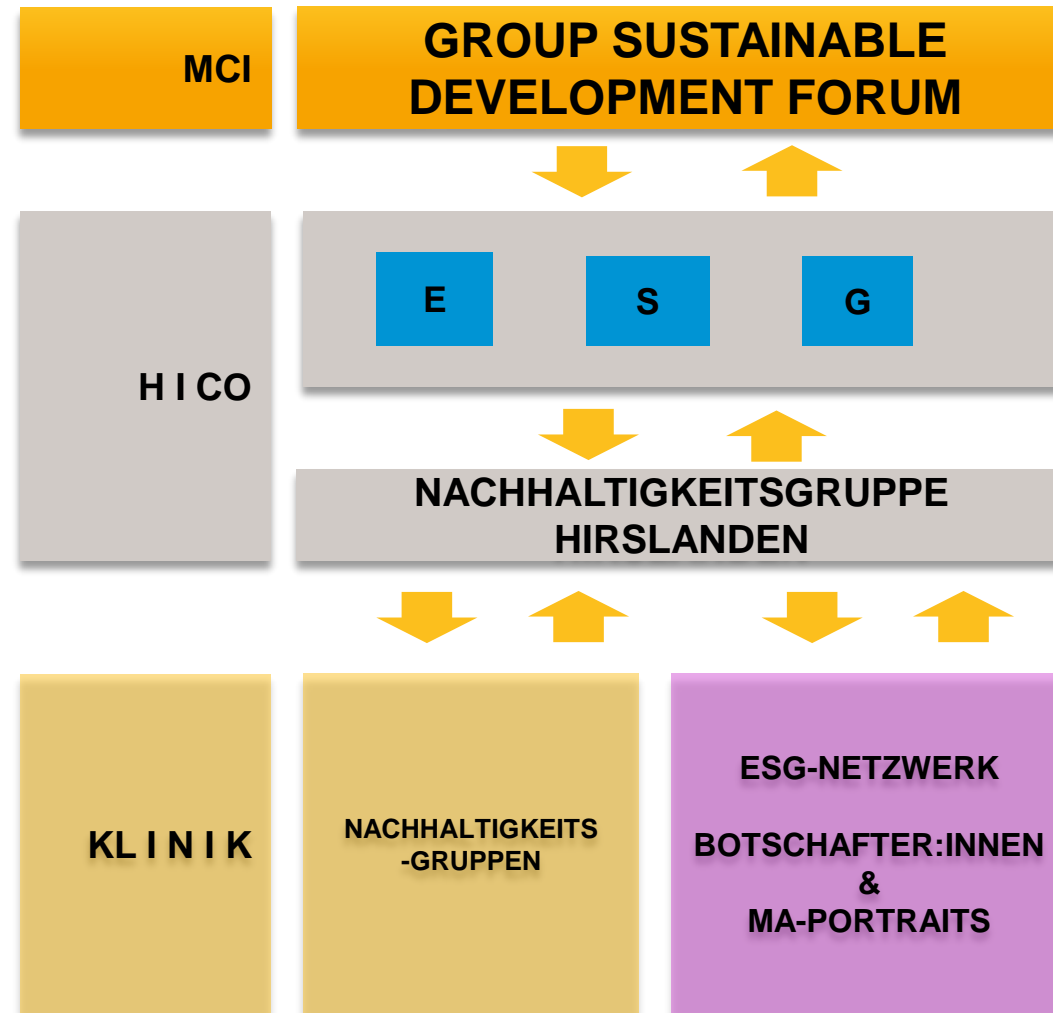 MCI
GROUP SUSTAINABLE
DEVELOPMENT FORUM
H I CO
E
S
G
NACHHALTIGKEITSGRUPPE
HIRSLANDEN
KL I N I K
NACHHALTIGKEITS
-GRUPPEN
ESG-NETZWERK
BOTSCHAFTER:INNEN
&
MA-PORTRAITS